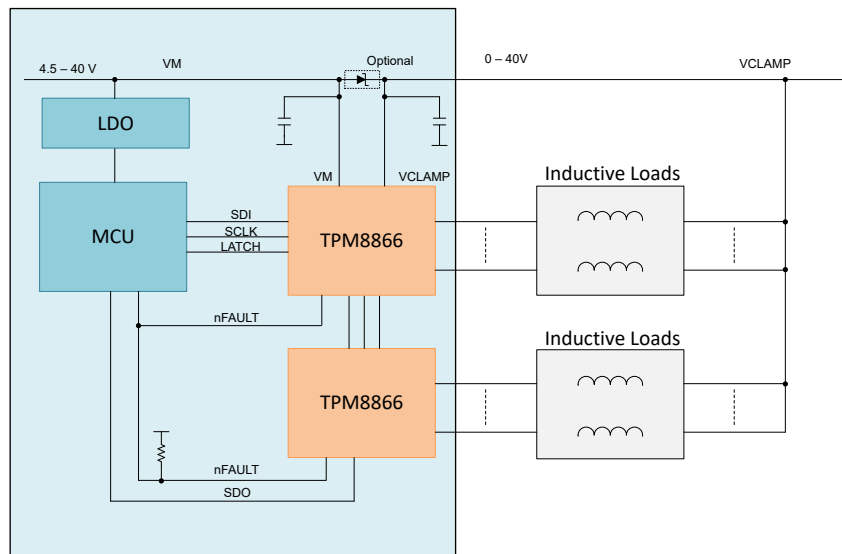 Optional
4.5 – 40 V
VM
0 – 40V
VCLAMP
LDO
VM
VCLAMP
Inductive Loads
MCU
SDI
SCLK
LATCH
TPM8866
nFAULT
Inductive Loads
TPM8866
nFAULT
SDO